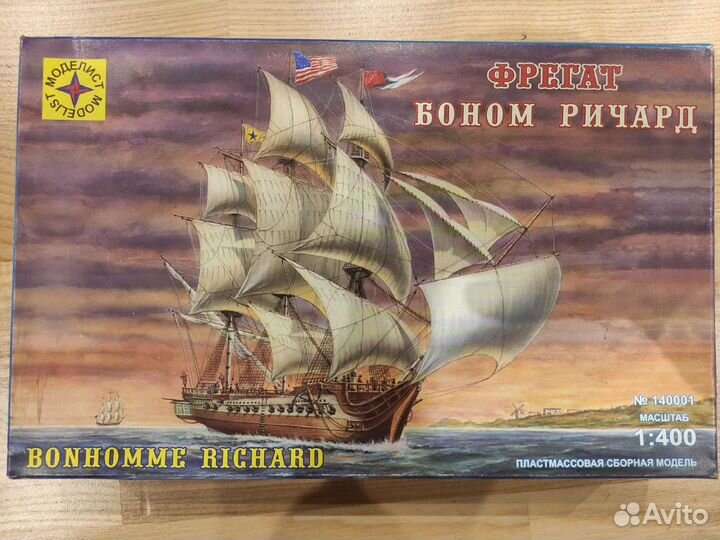 МОДЕЛИСТ
MODELIST
ФРЕГАТ
БОНОМ РИЧАРД
№ 140001
МАСШТАБ
1:400
ПЛАСТМАССОВАЯ СБОРНАЯ МОДЕЛЬ
BONHOMME RICHARD
Avito